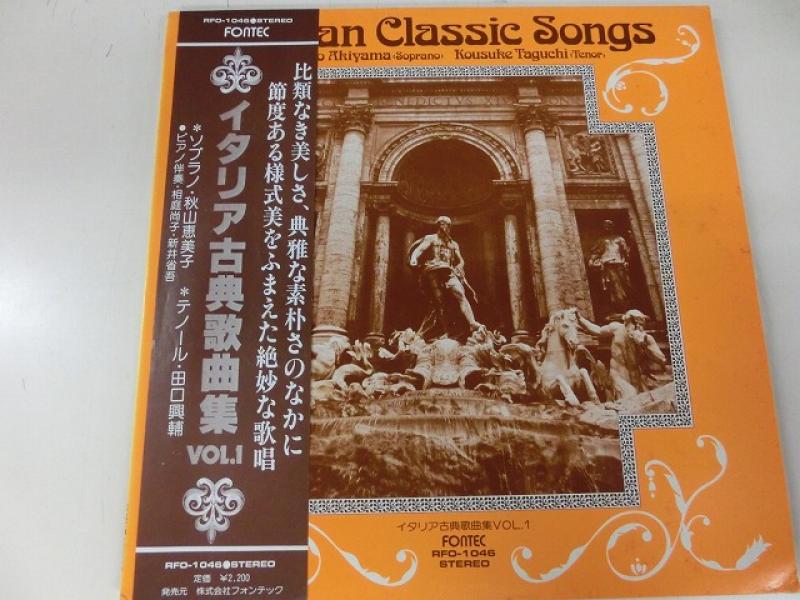 RFO-1046●STEREO
FONTEC
比類なき美しさ、典雅な素朴さのなかに
節度ある様式美をふまえた絶妙な歌唱
イタリア古典歌曲集
VOL.1
＊ソプラノ・秋山恵美子 ＊テノール・田口興輔
●ピアノ伴奏・相庭尚子・新井省吾
RFO-1046●STEREO
定価 ¥2,200
発売元 株式会社フォンテック
an Classic Songs
o Akiyama (Soprano) Kousuke Taguchi (Tenor)
イタリア古典歌曲集VOL.1
FONTEC
RFO-1046
STEREO